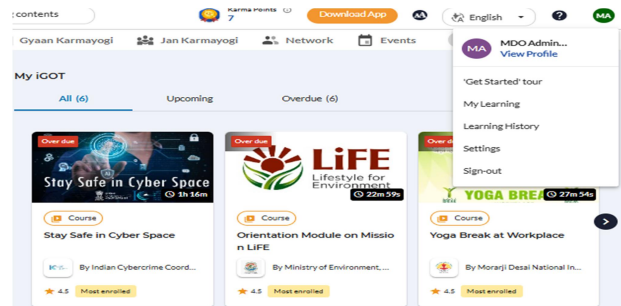 contents
Karma Points
7
Download App
English
?
MA
Gyaan Karmayogi
Jan Karmayogi
Network
Events
MA
MDO Admin...
View Profile
'Get Started' tour
My Learning
Learning History
Settings
Sign-out
My iGOT
All (6)
Upcoming
Overdue (6)
Over due
AI
Stay Safe in Cyber Space
1h 16m
Course
Stay Safe in Cyber Space
By Indian Cybercrime Coord...
4.5 Most enrolled
Over due
LiFE
Lifestyle for
Environment
22m 59s
Course
Orientation Module on Missio
n LiFE
By Ministry of Environment, ...
4.5 Most enrolled
Over d
YOGA BREA
27m 54s
Course
Yoga Break at Workplace
By Morarji Desai National In...
4.5 Most enrolled